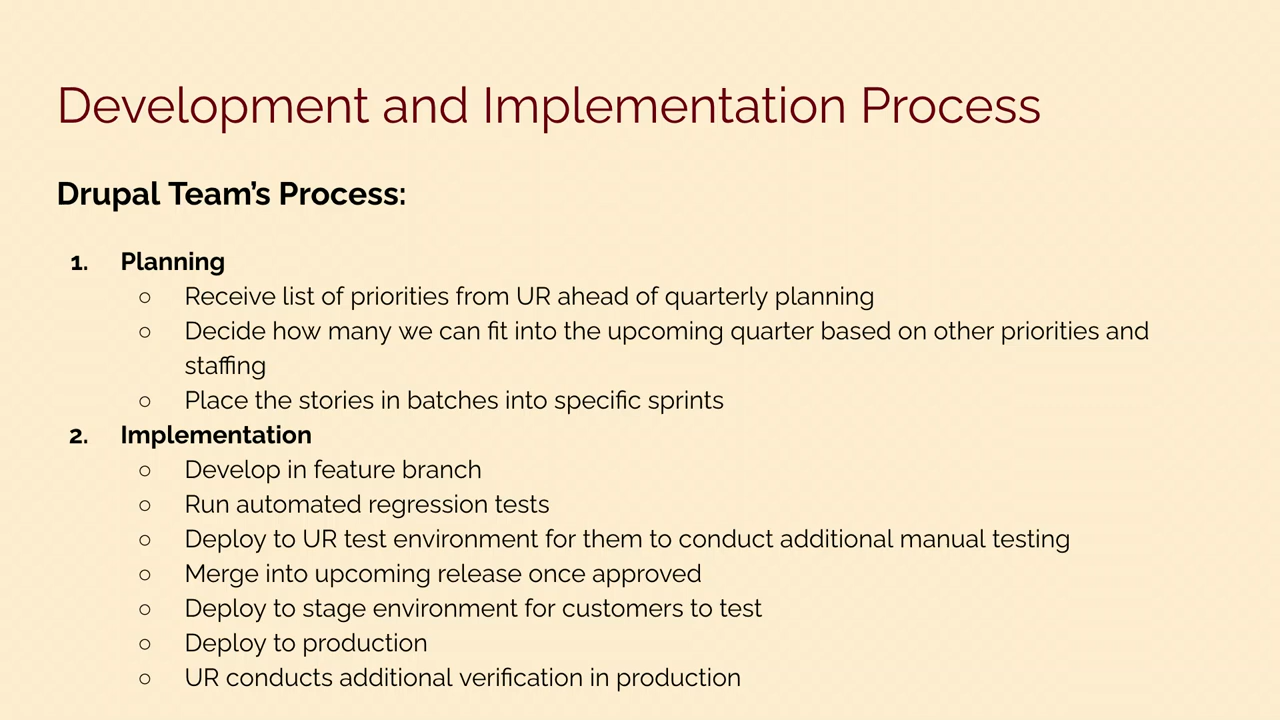 Development and Implementation Process
Drupal Team’s Process:
1. Planning
○ Receive list of priorities from UR ahead of quarterly planning
○ Decide how many we can fit into the upcoming quarter based on other priorities and
staffing
○ Place the stories in batches into specific sprints
2. Implementation
○ Develop in feature branch
○ Run automated regression tests
○ Deploy to UR test environment for them to conduct additional manual testing
○ Merge into upcoming release once approved
○ Deploy to stage environment for customers to test
○ Deploy to production
○ UR conducts additional verification in production